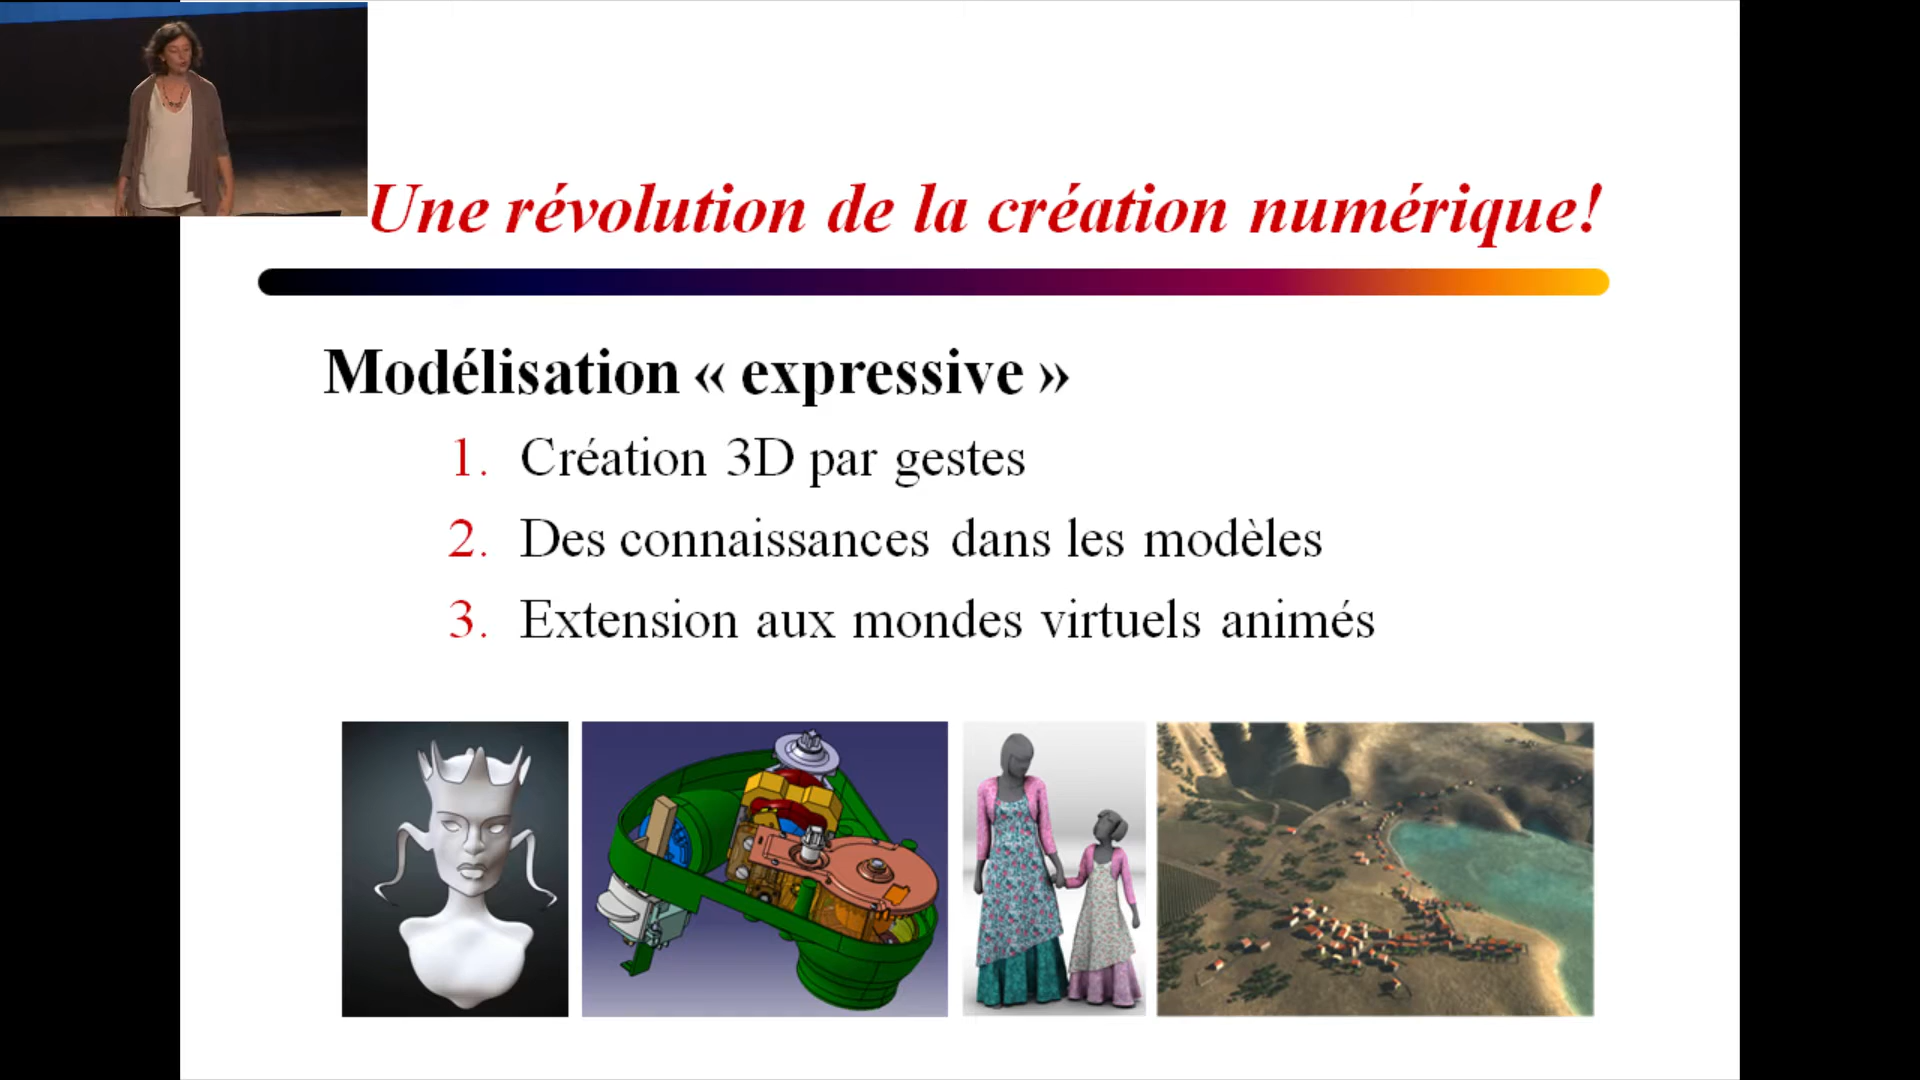 Une révolution de la création numérique!
Modélisation « expressive »
1. Création 3D par gestes
2. Des connaissances dans les modèles
3. Extension aux mondes virtuels animés